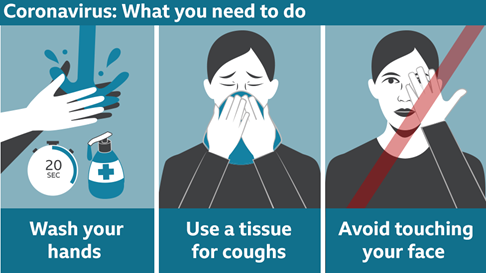 Coronavirus: What you need to do
20
SEC
Wash your
hands
Use a tissue
for coughs
Avoid touching
your face